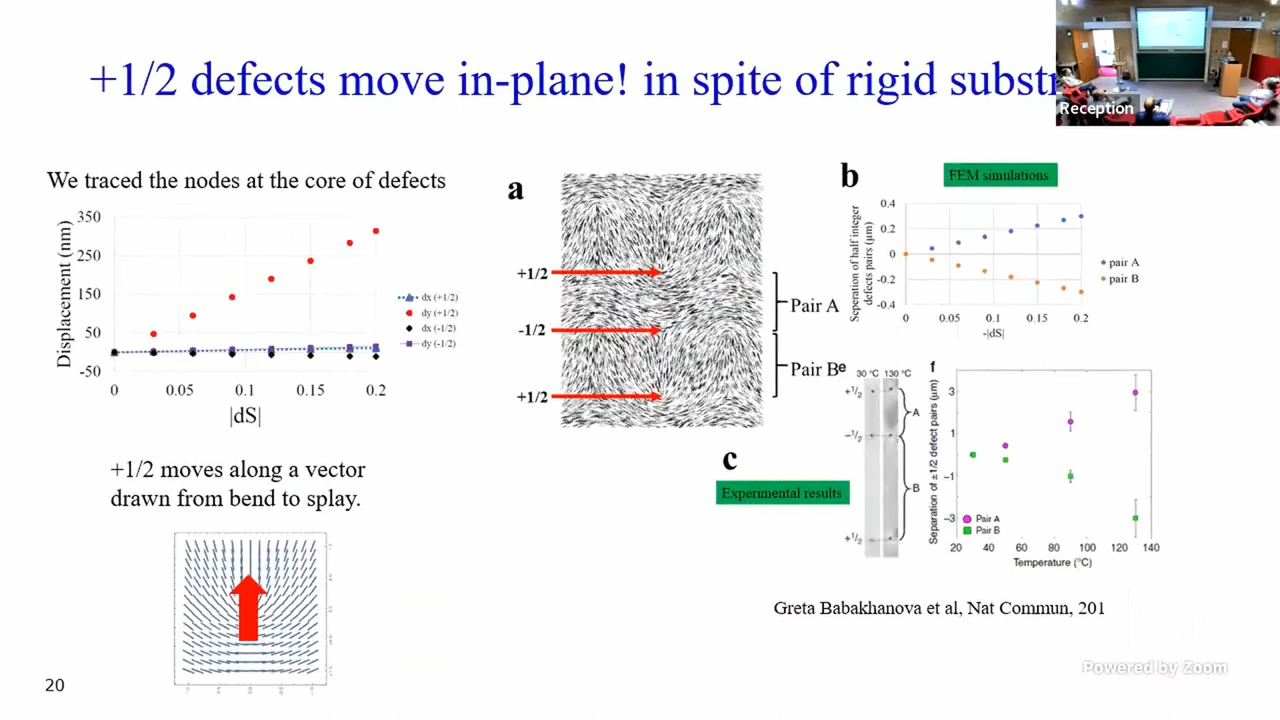 +1/2 defects move in-plane! in spite of rigid substr
Reception
We traced the nodes at the core of defects
Displacement (nm)
350
250
150
50
-50
0
0.05
0.1
0.15
0.2
|dS|
dx (+1/2)
dy (+1/2)
dx (-1/2)
dy (-1/2)
+1/2 moves along a vector
drawn from bend to splay.
a
+1/2
-1/2
+1/2
Pair A
Pair B
b
FEM simulations
Seperation of half integer
defects pairs (μm)
0.4
0.2
0
-0.2
-0.4
0
0.05
0.1
0.15
0.2
-|dS|
pair A
pair B
c
Experimental results
e
30 °C
130 °C
+1/2
−1/2
+1/2
A
B
f
Separation of ±1/2 defect pairs (μm)
3
1
−1
−3
Pair A
Pair B
20
40
60
80
100
120
140
Temperature (°C)
Greta Babakhanova et al, Nat Commun, 201
Powered by Zoom
20